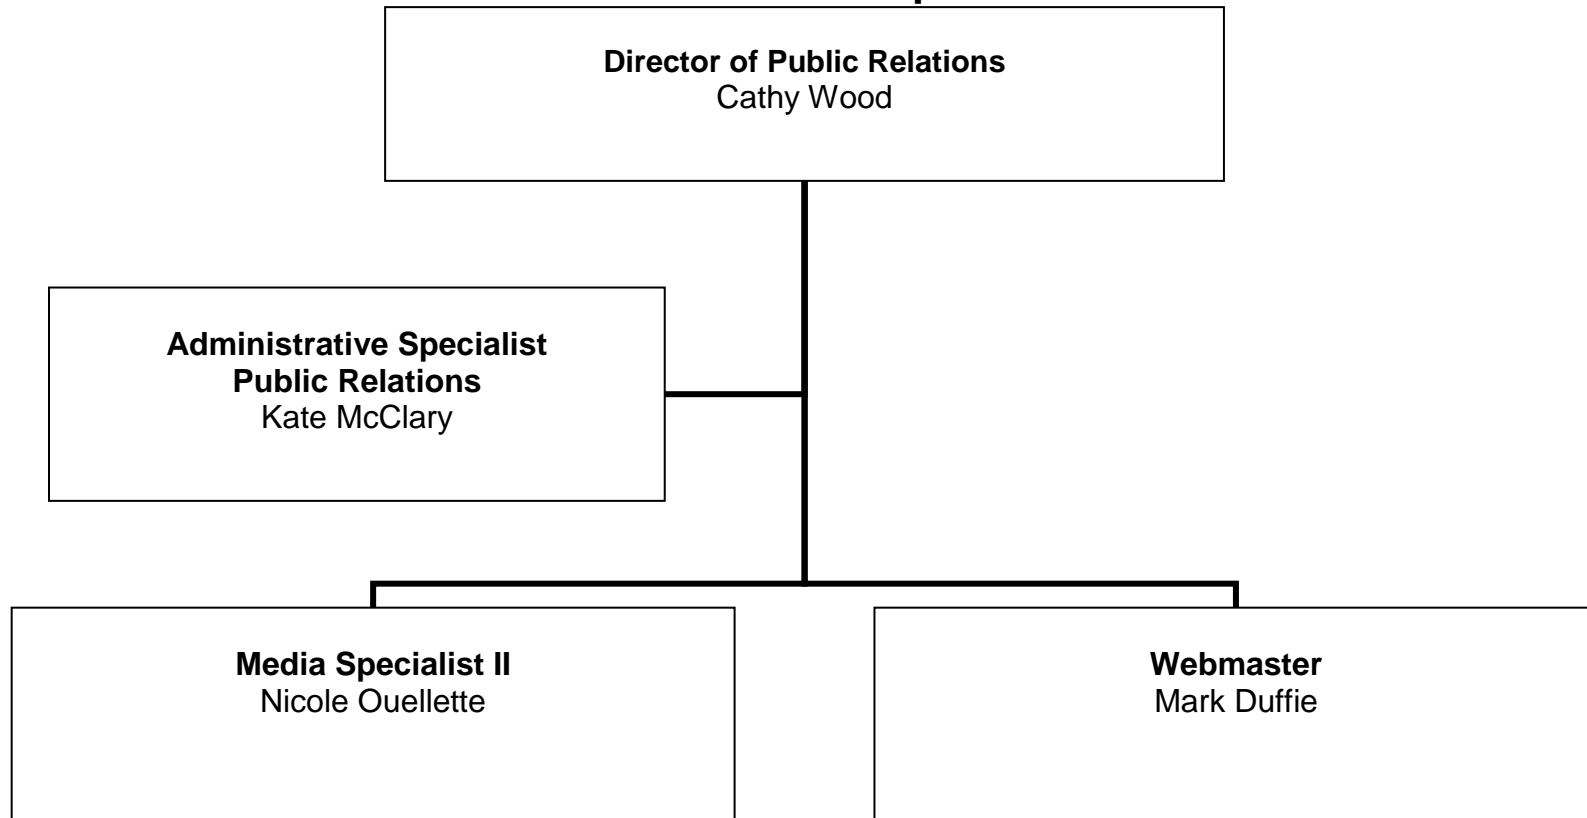 Director of Public Relations
Cathy Wood
Administrative Specialist
Public Relations
Kate McClary
Media Specialist II
Nicole Ouellette
Webmaster
Mark Duffie